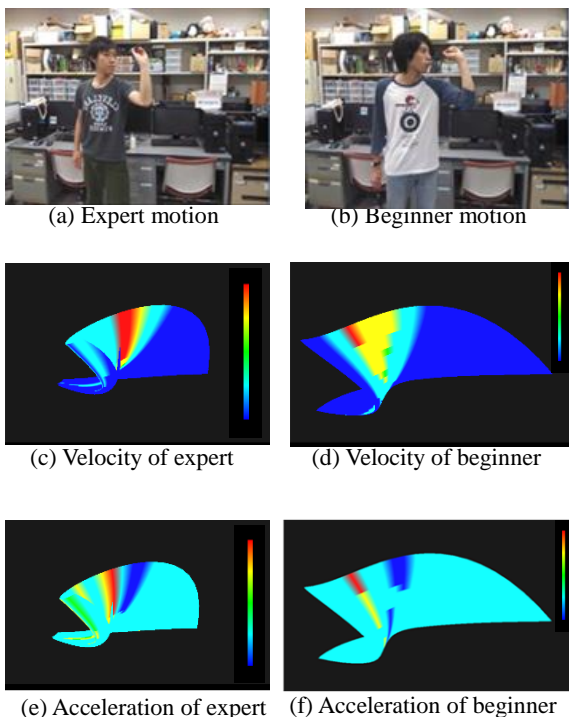 (a) Expert motion
(b) Beginner motion
(c) Velocity of expert
(d) Velocity of beginner
(e) Acceleration of expert
(f) Acceleration of beginner